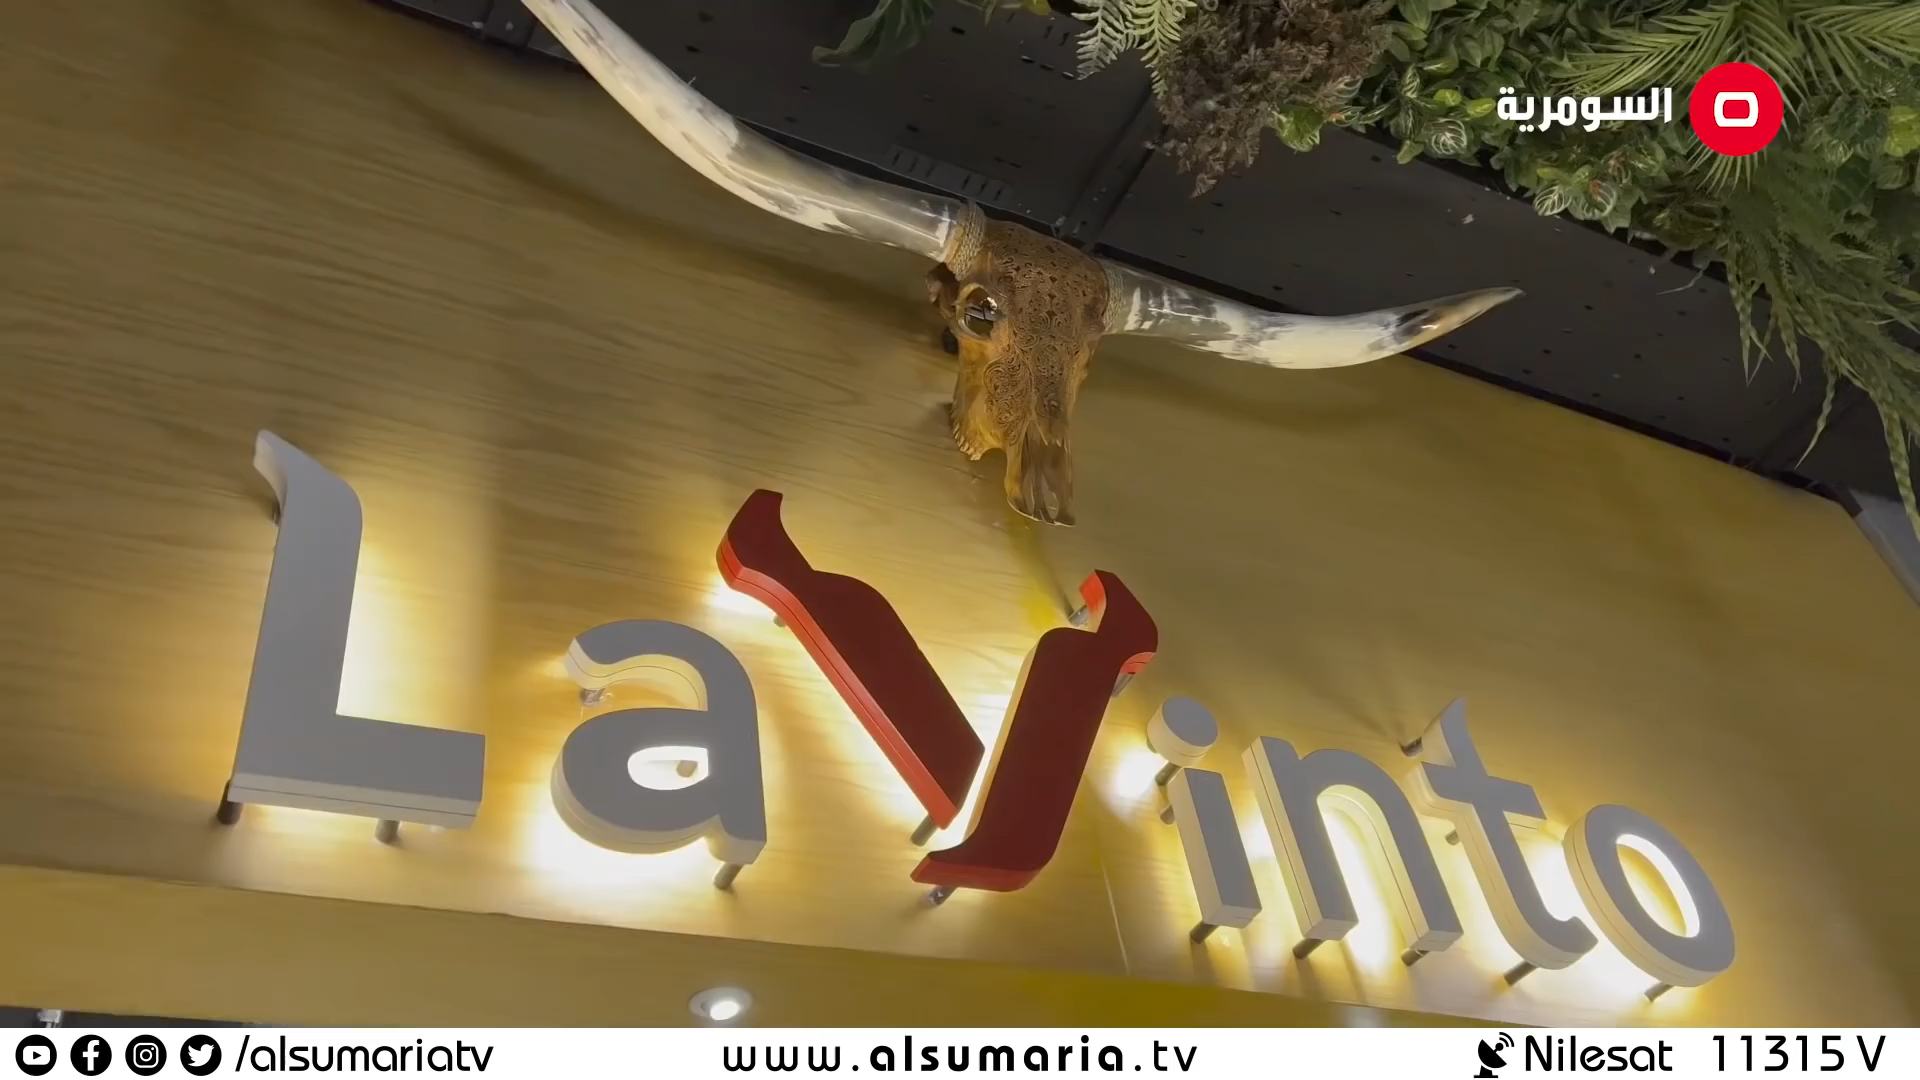 السومرية
LaVinto
/alsumariatv
www.alsumaria.tv
Nilesat 11315 V